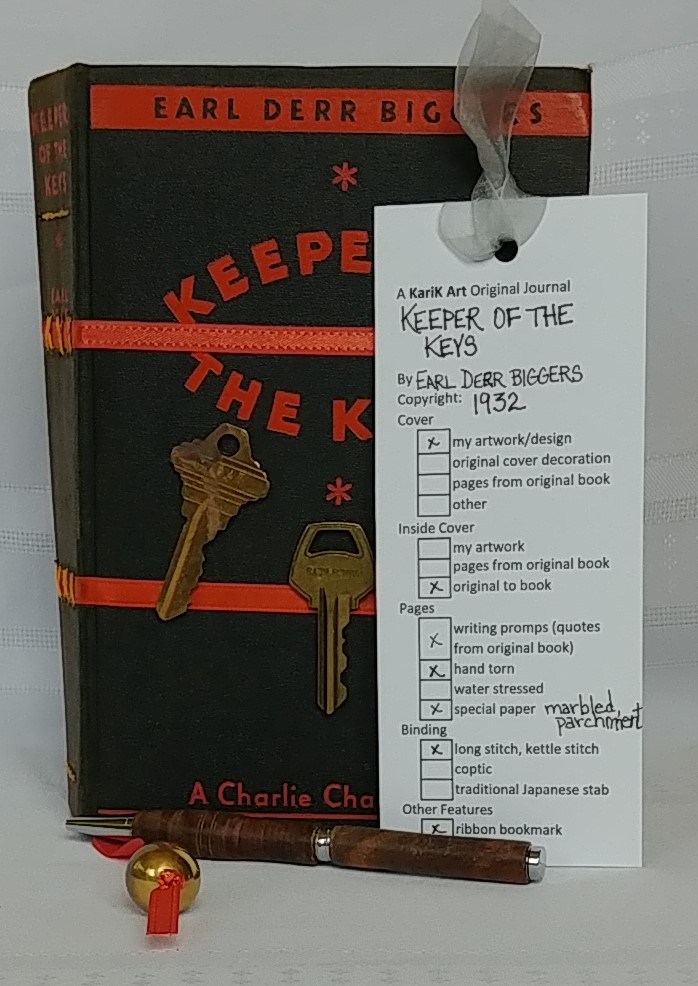 EARL DERR BIG RS
KEEPER
OF THE
KEYS
EARL
KEEPE
THE K
A Charlie Cha
A KariK Art Original Journal
KEEPER OF THE
KEYS
By EARL DERR BIGGERS
Copyright: 1932
Cover
x my artwork/design
original cover decoration
pages from original book
other
Inside Cover
my artwork
pages from original book
x original to book
Pages
x writing promps (quotes
from original book)
x hand torn
water stressed
x special paper marbled,
parchment
Binding
x long stitch, kettle stitch
coptic
traditional Japanese stab
Other Features
x ribbon bookmark